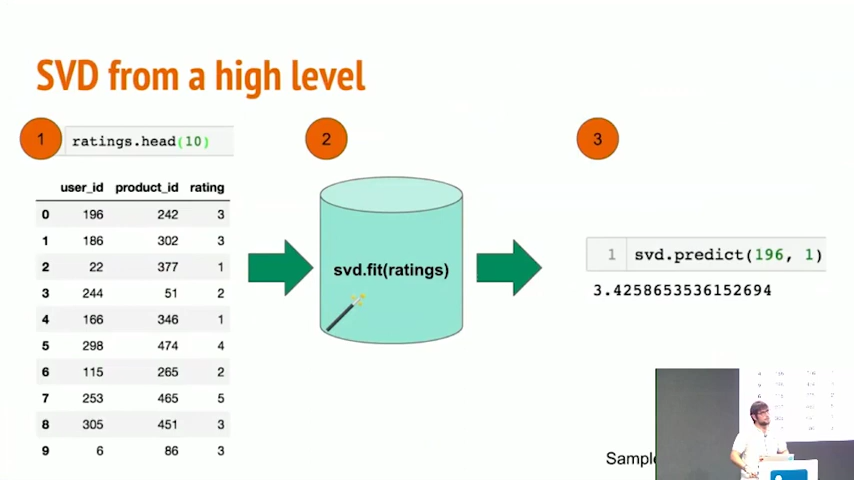 SVD from a high level
1
ratings.head(10)
user_id product_id rating
0 196 242 3
1 186 302 3
2 22 377 1
3 244 51 2
4 166 346 1
5 298 474 4
6 115 265 2
7 253 465 5
8 305 451 3
9 6 86 3
2
svd.fit(ratings)
3
1 svd.predict(196, 1)
3.4258653536152694
Sample